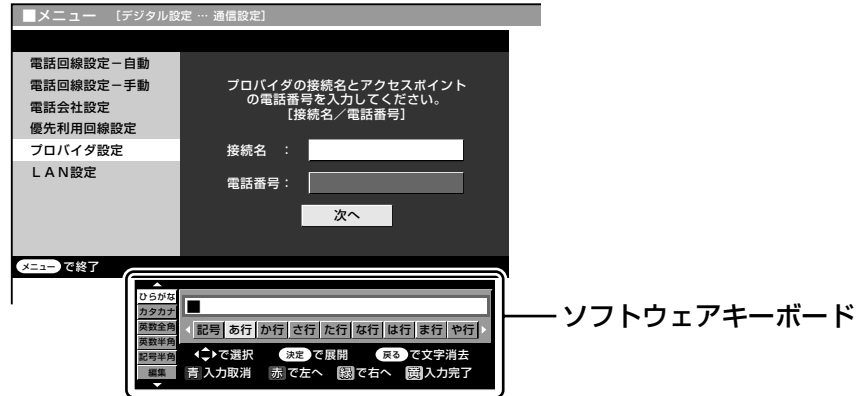 ■メニュー [デジタル設定 … 通信設定]
電話回線設定－自動
電話回線設定－手動
電話会社設定
優先利用回線設定
プロバイダ設定
ＬＡＮ設定
プロバイダの接続名とアクセスポイント
の電話番号を入力してください。
[接続名／電話番号]
接続名 ：
電話番号：
次へ
メニューで終了
ひらがな
カタカナ
英数全角
英数半角
記号半角
編集
■
記号 あ行 か行 さ行 た行 な行 は行 ま行 や行
で選択 決定で展開 戻るで文字消去
青入力取消 赤で左へ 緑で右へ 黄入力完了
ソフトウェアキーボード